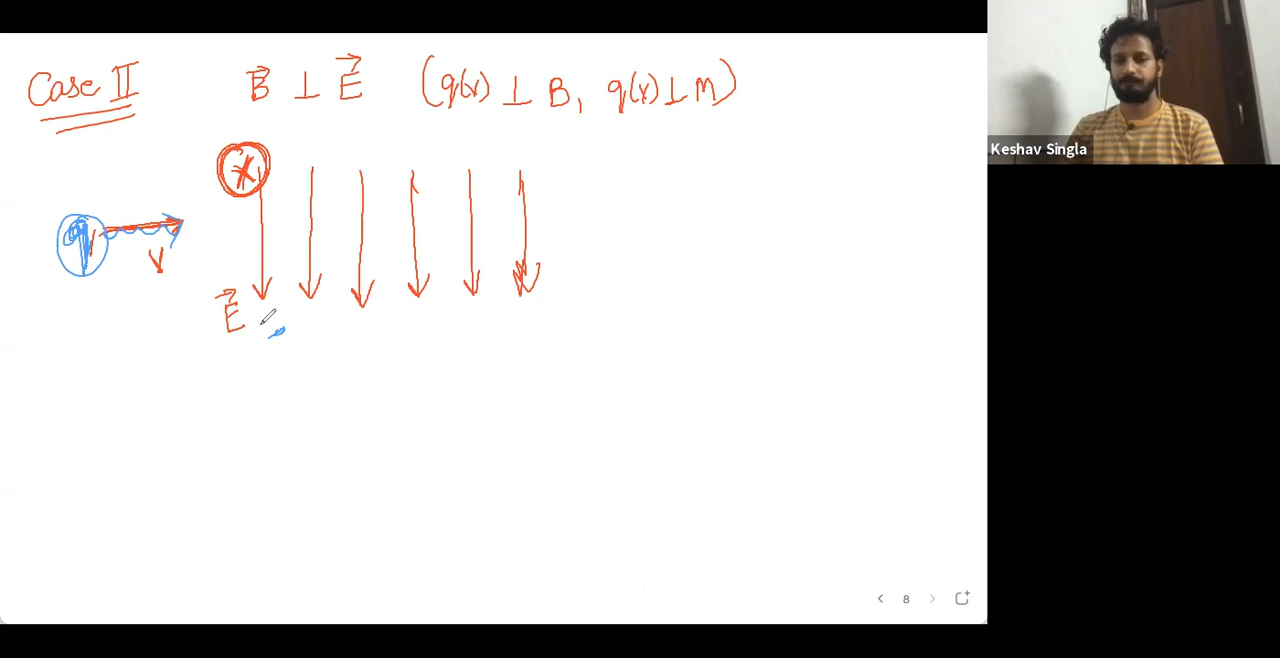 Case II B⃗ ⊥ E⃗ (q(v) ⊥ B, q(v) ⊥ M)
Keshav Singla
q
V
E⃗
8